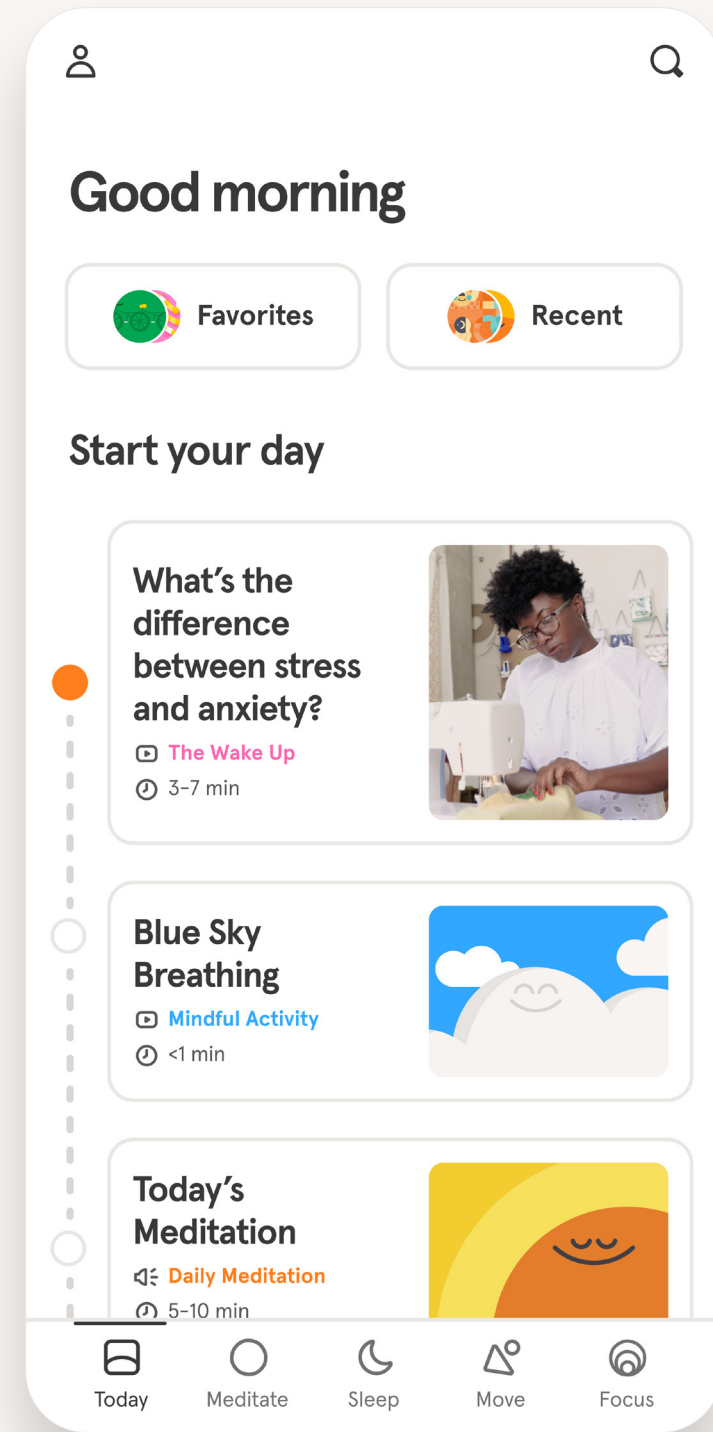 Good morning
Favorites
Recent
Start your day
What’s the
difference
between stress
and anxiety?
The Wake Up
3–7 min
Blue Sky
Breathing
Mindful Activity
<1 min
Today’s
Meditation
Daily Meditation
5–10 min
Today
Meditate
Sleep
Move
Focus